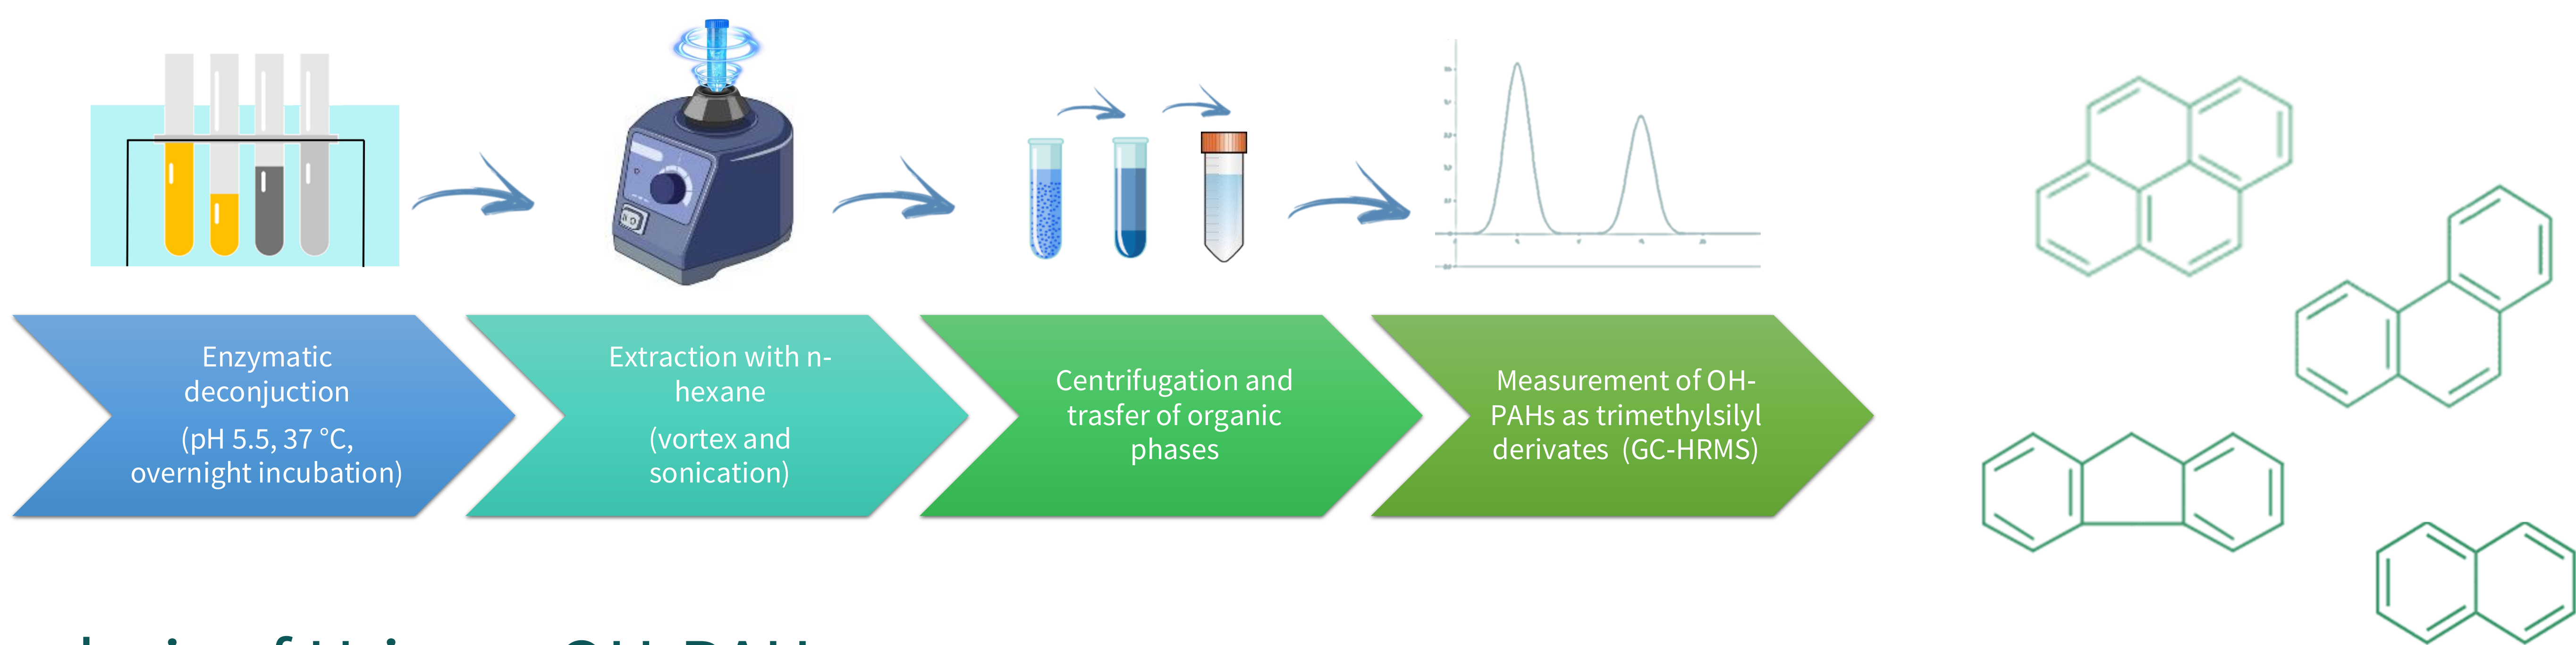 Enzymatic
deconjuction
(pH 5.5, 37 °C,
overnight incubation)
Extraction with n-
hexane
(vortex and
sonication)
Centrifugation and
trasfer of organic
phases
Measurement of OH-
PAHs as trimethylsilyl
derivates (GC-HRMS)